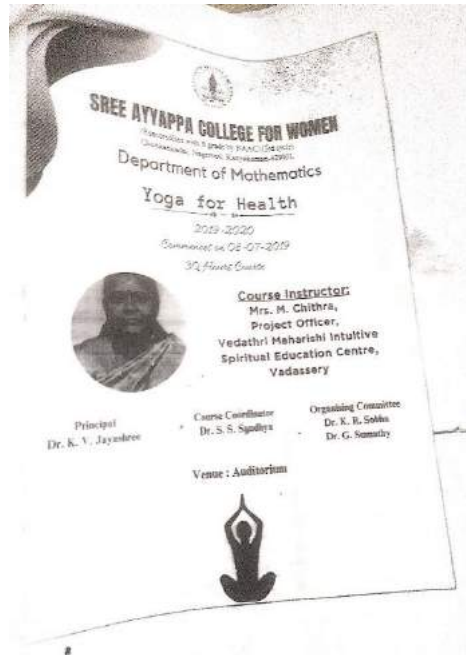 SREE AYYAPPA COLLEGE FOR WOMEN
Department of Mathematics
Yoga for Health
2019-2020
Commences on 08-07-2019
30 Hours Course
Course Instructor:
Mrs. M. Chithra,
Project Officer,
Vedathri Maharishi Intuitive
Spiritual Education Centre,
Vadassery
Principal
Dr. K. V. Jayashree
Course Coordinator
Dr. S. S. Sandhya
Organising Committee
Dr. K. R. Sobha
Dr. G. Sumathy
Venue : Auditorium